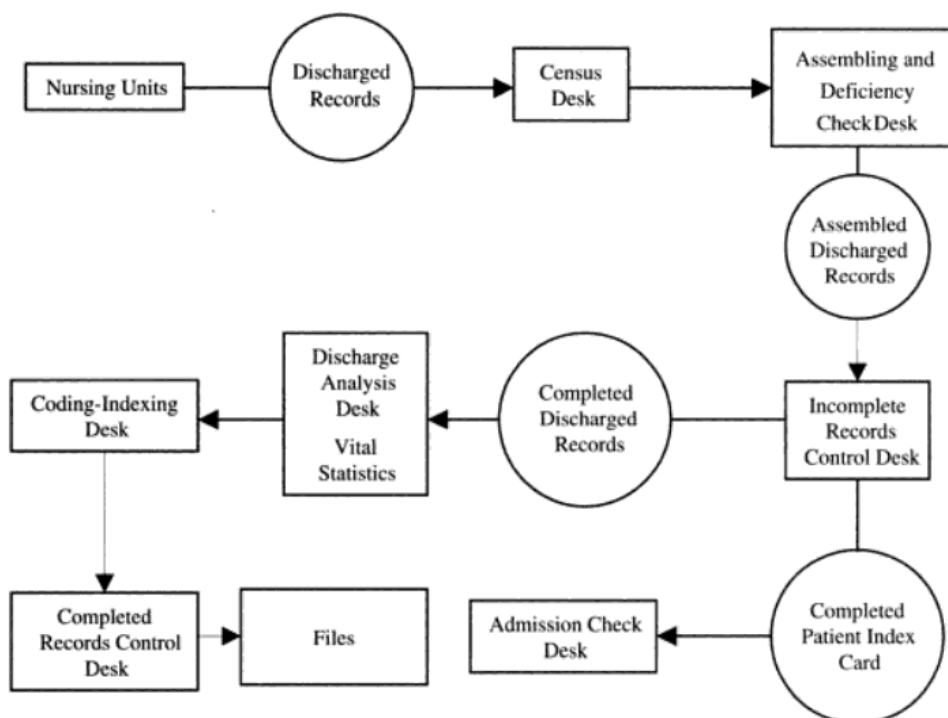 Nursing Units
Discharged
Records
Census
Desk
Assembling and
Deficiency
Check Desk
Assembled
Discharged
Records
Incomplete
Records
Control Desk
Completed
Discharged
Records
Discharge
Analysis
Desk
Vital
Statistics
Coding-Indexing
Desk
Completed
Records Control
Desk
Files
Completed
Patient Index
Card
Admission Check
Desk